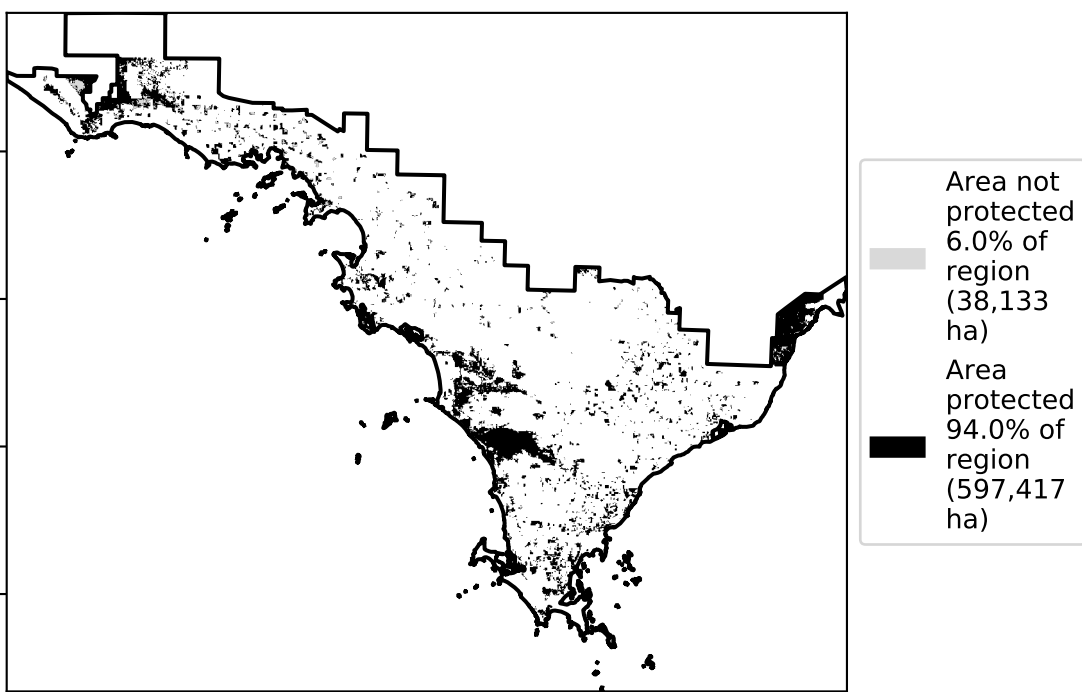 Area not
protected
6.0% of
region
(38,133
ha)
Area
protected
94.0% of
region
(597,417
ha)